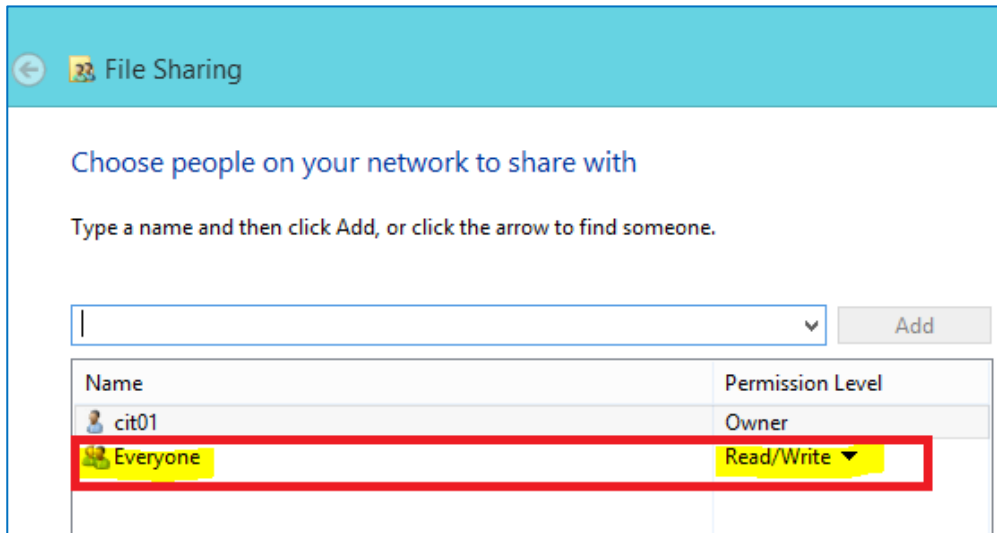 File Sharing
Choose people on your network to share with
Type a name and then click Add, or click the arrow to find someone.
Add
Name Permission Level
cit01 Owner
Everyone Read/Write